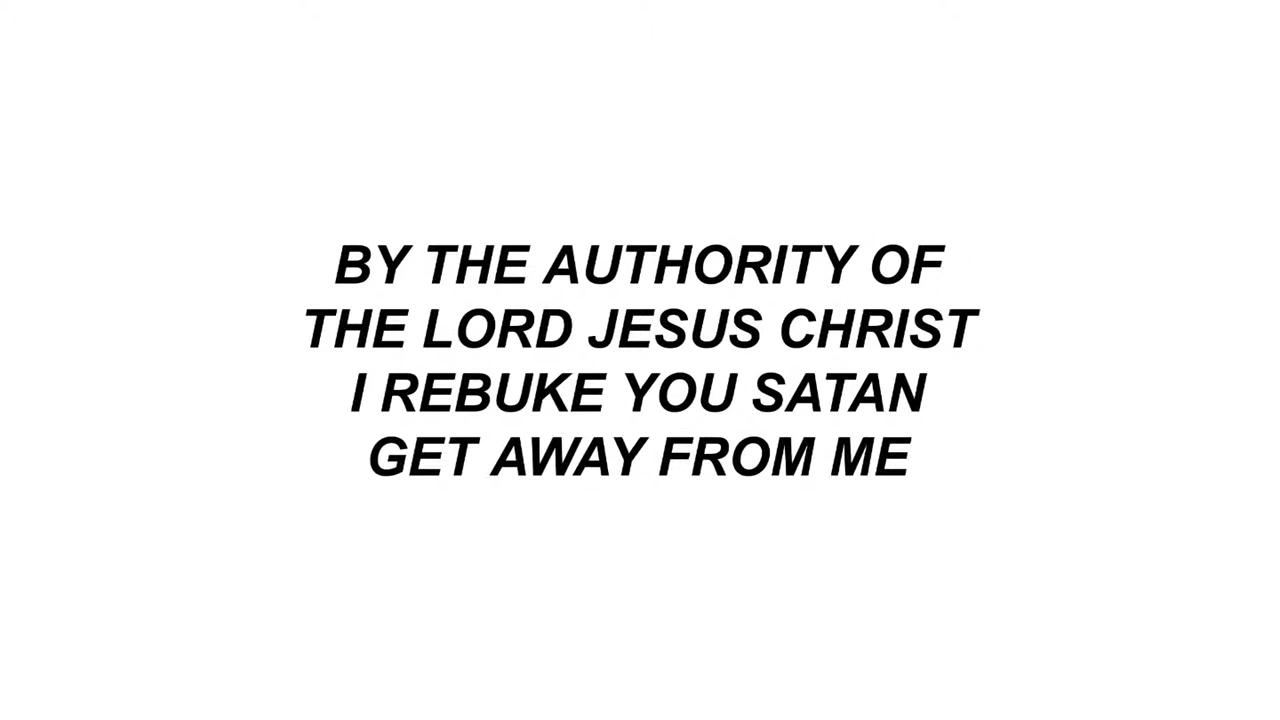 BY THE AUTHORITY OF
THE LORD JESUS CHRIST
I REBUKE YOU SATAN
GET AWAY FROM ME